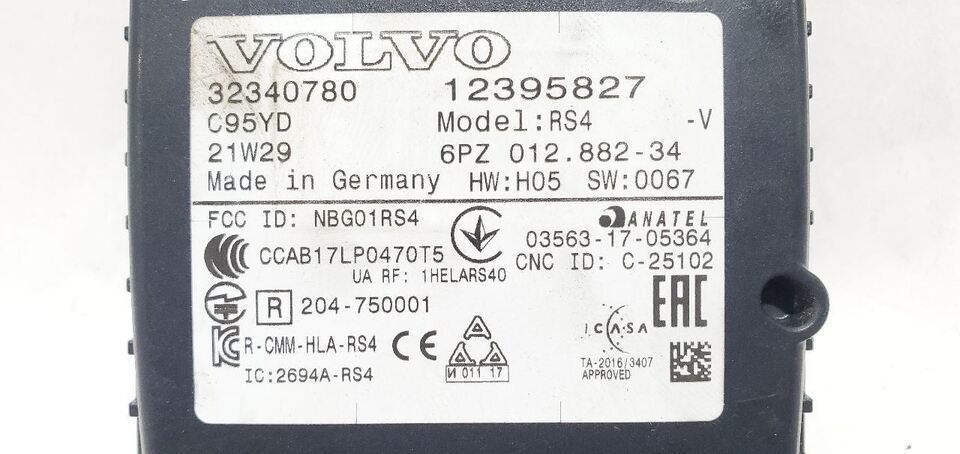 VOLVO
32340780 12395827
C95YD Model:RS4 -V
21W29 6PZ 012.882-34
Made in Germany HW:H05 SW:0067
FCC ID: NBG01RS4 ANATEL
03563-17-05364
CCAB17LP0470T5 CNC ID: C-25102
UA RF: 1HELARS40
R 204-750001 EAC
R-CMM-HLA-RS4 CE ICASA
IC:2694A-RS4 И 011 17 TA-2016/3407
APPROVED